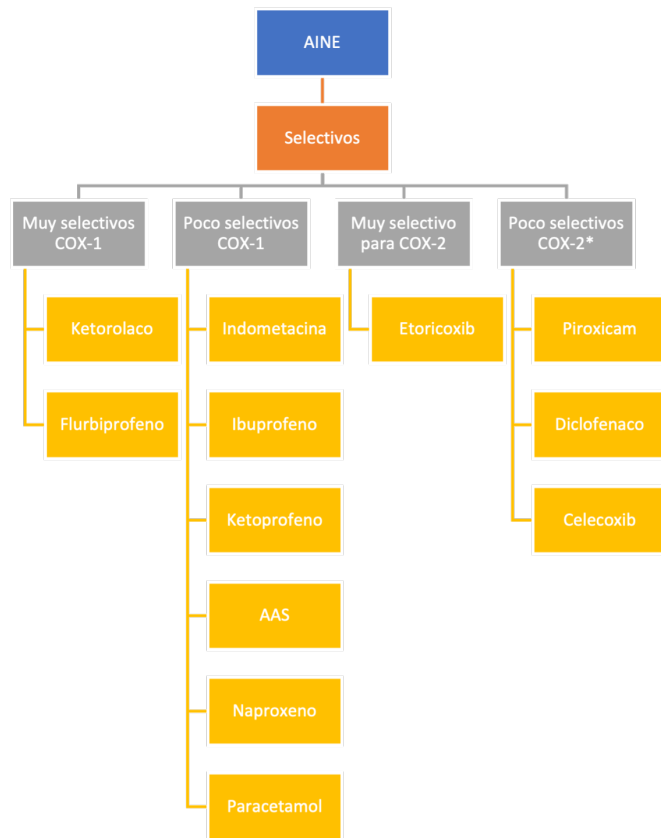 AINE
Selectivos
Muy selectivos
COX-1
Poco selectivos
COX-1
Muy selectivo
para COX-2
Poco selectivos
COX-2*
Ketorolaco
Flurbiprofeno
Indometacina
Ibuprofeno
Ketoprofeno
AAS
Naproxeno
Paracetamol
Etoricoxib
Piroxicam
Diclofenaco
Celecoxib